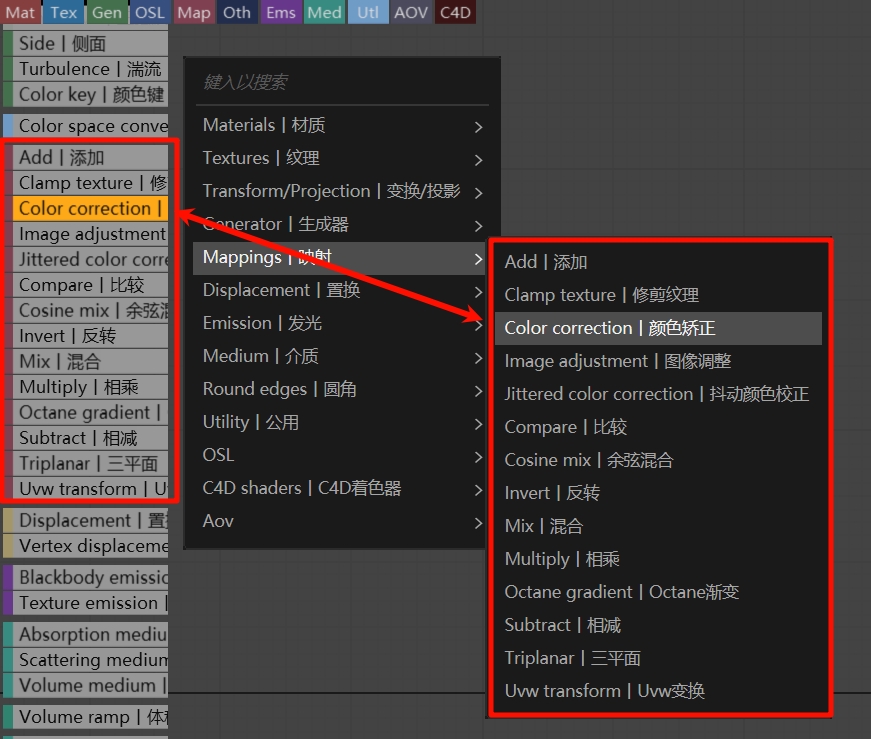 Mat Tex Gen OSL Map Oth Ems Med Utl AOV C4D
Side | 侧面
Turbulence | 湍流
Color key | 颜色键
Color space conve
Add | 添加
Clamp texture | 修
Color correction |
Image adjustment
Jittered color corre
Compare | 比较
Cosine mix | 余弦混
Invert | 反转
Mix | 混合
Multiply | 相乘
Octane gradient |
Subtract | 相减
Triplanar | 三平面
Uvw transform | U
Displacement | 置换
Vertex displaceme
Blackbody emissio
Texture emission |
Absorption mediu
Scattering medium
Volume medium |
Volume ramp | 体积
键入以搜索
Materials | 材质
Textures | 纹理
Transform/Projection | 变换/投影
Generator | 生成器
Mappings | 映射
Displacement | 置换
Emission | 发光
Medium | 介质
Round edges | 圆角
Utility | 公用
OSL
C4D shaders | C4D着色器
Aov
Add | 添加
Clamp texture | 修剪纹理
Color correction | 颜色矫正
Image adjustment | 图像调整
Jittered color correction | 抖动颜色校正
Compare | 比较
Cosine mix | 余弦混合
Invert | 反转
Mix | 混合
Multiply | 相乘
Octane gradient | Octane渐变
Subtract | 相减
Triplanar | 三平面
Uvw transform | Uvw变换